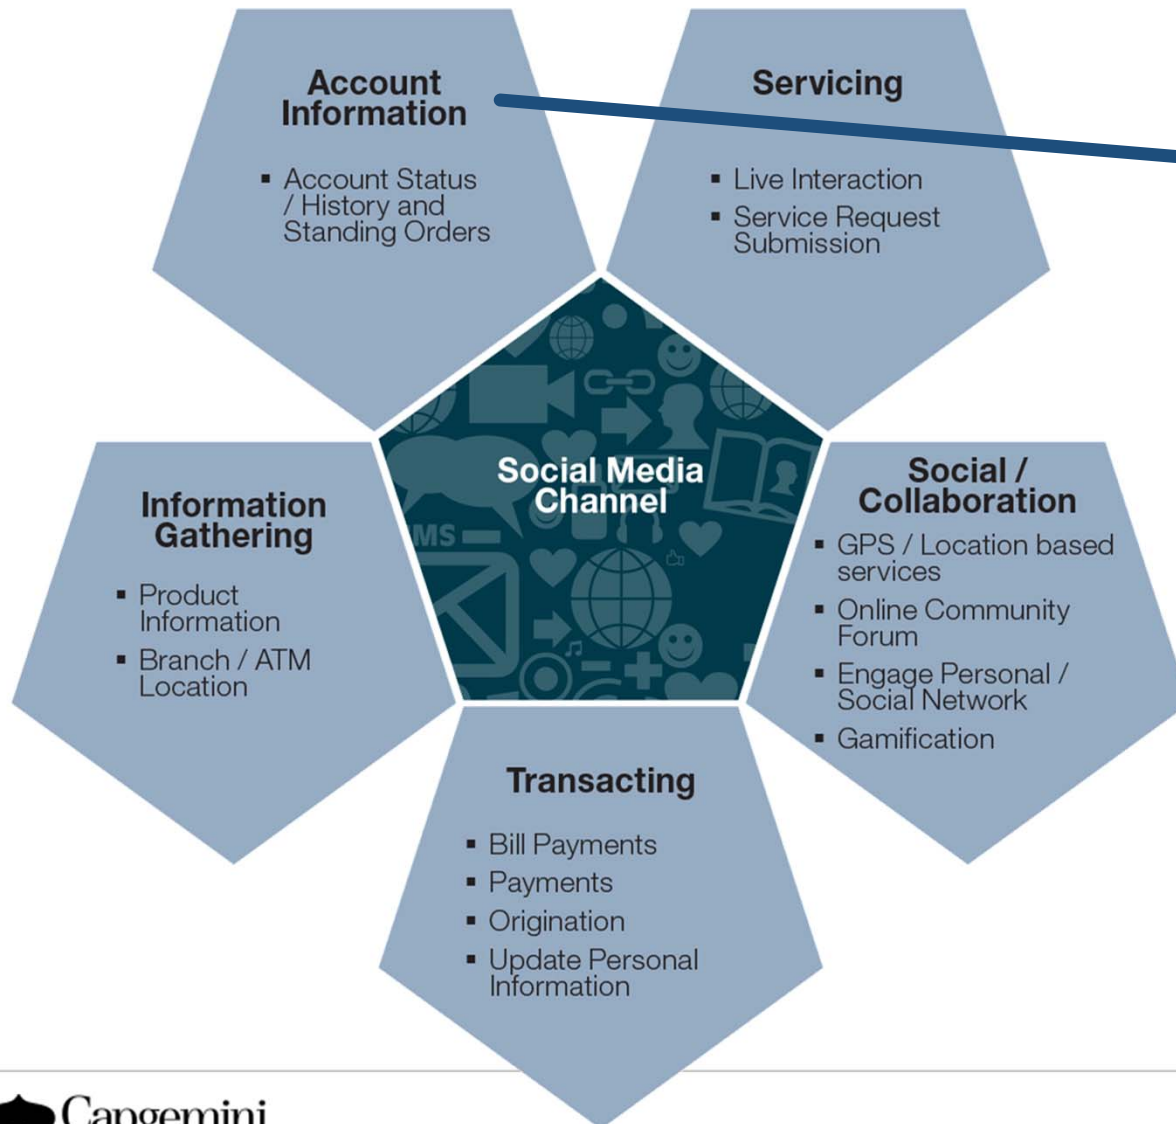 Account
Information
▪ Account Status
/ History and
Standing Orders
Servicing
▪ Live Interaction
▪ Service Request
Submission
Social Media
Channel
MS
Information
Gathering
▪ Product
Information
▪ Branch / ATM
Location
Social /
Collaboration
▪ GPS / Location based
services
▪ Online Community
Forum
▪ Engage Personal /
Social Network
▪ Gamification
Transacting
▪ Bill Payments
▪ Payments
▪ Origination
▪ Update Personal
Information
Capgemini